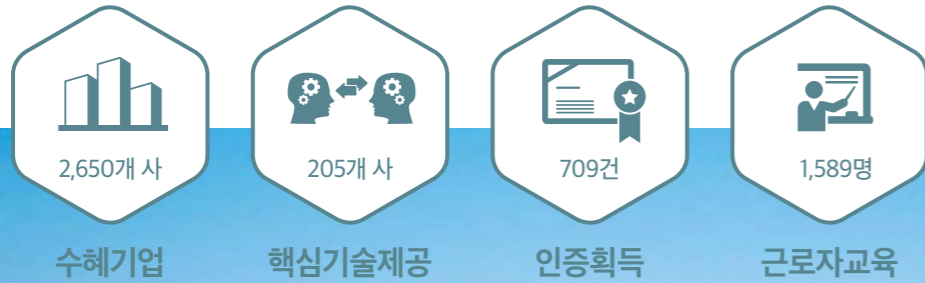 2,650개 사
205개 사
709건
1,589명
수혜기업
핵심기술제공
인증획득
근로자교육